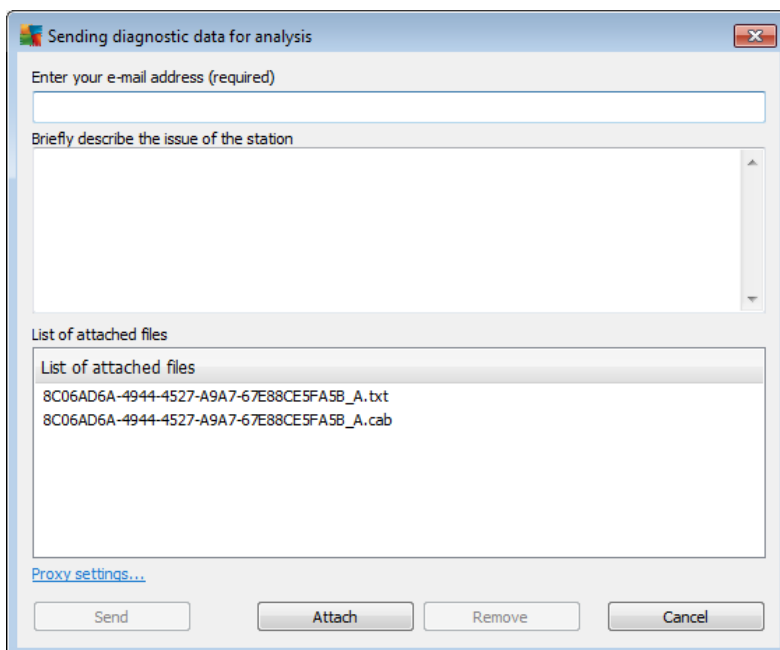 Sending diagnostic data for analysis
Enter your e-mail address (required)
Briefly describe the issue of the station
List of attached files
List of attached files
8C06AD6A-4944-4527-A9A7-67E88CE5FA5B_A.txt
8C06AD6A-4944-4527-A9A7-67E88CE5FA5B_A.cab
Proxy settings...
Send Attach Remove Cancel